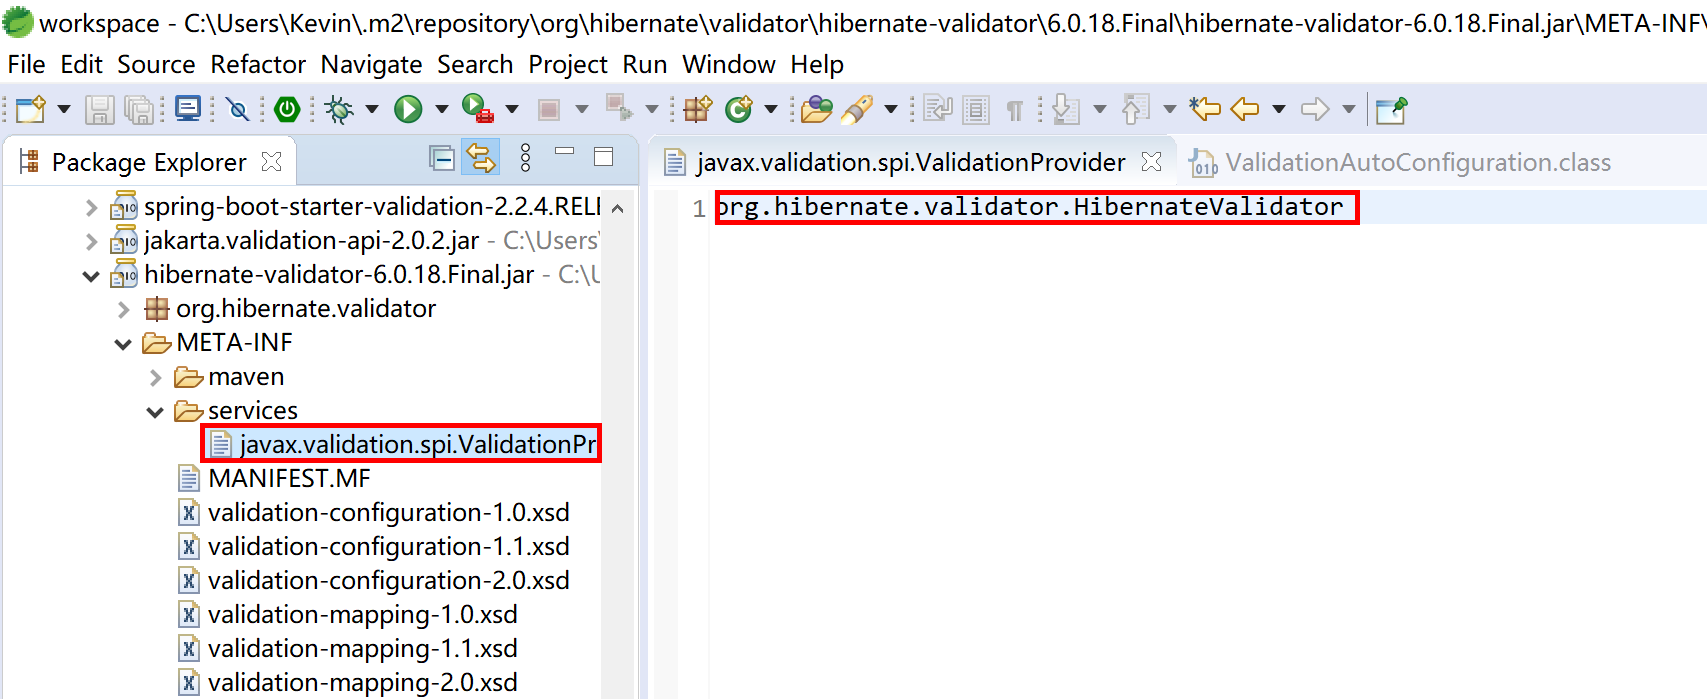 workspace - C:\Users\Kevin\.m2\repository\org\hibernate\validator\hibernate-validator\6.0.18.Final\hibernate-validator-6.0.18.Final.jar\META-INF\
File Edit Source Refactor Navigate Search Project Run Window Help
Package Explorer
javax.validation.spi.ValidationProvider
ValidationAutoConfiguration.class
spring-boot-starter-validation-2.2.4.RELE
jakarta.validation-api-2.0.2.jar - C:\Users\
hibernate-validator-6.0.18.Final.jar - C:\U
org.hibernate.validator
META-INF
maven
services
javax.validation.spi.ValidationPr
MANIFEST.MF
validation-configuration-1.0.xsd
validation-configuration-1.1.xsd
validation-configuration-2.0.xsd
validation-mapping-1.0.xsd
validation-mapping-1.1.xsd
validation-mapping-2.0.xsd
1 org.hibernate.validator.HibernateValidator